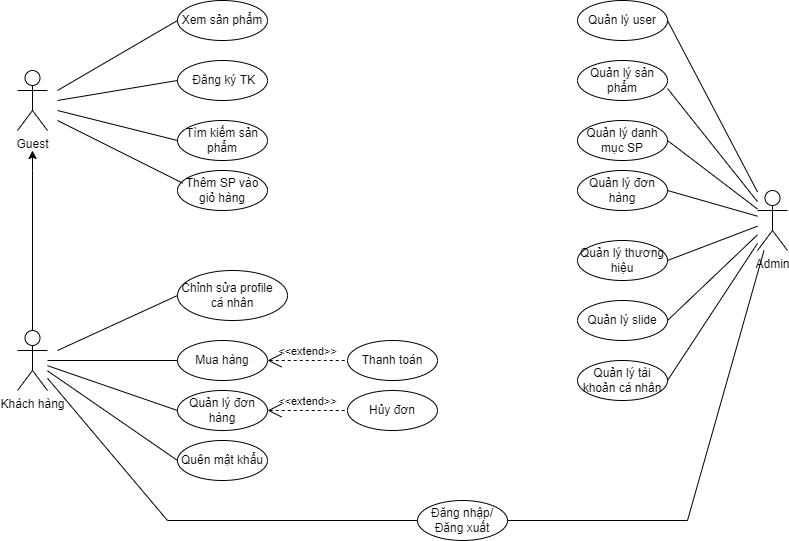 Xem sản phẩm
Đăng ký TK
Tìm kiếm sản
phẩm
Thêm SP vào
giỏ hàng
Guest
Chỉnh sửa profile
cá nhân
Mua hàng
<<extend>>
Thanh toán
Quản lý đơn
hàng
<<extend>>
Hủy đơn
Quên mật khẩu
Khách hàng
Đăng nhập/
Đăng xuất
Quản lý user
Quản lý sản
phẩm
Quản lý danh
mục SP
Quản lý đơn
hàng
Quản lý thương
hiệu
Quản lý slide
Quản lý tài
khoản cá nhân
Admin